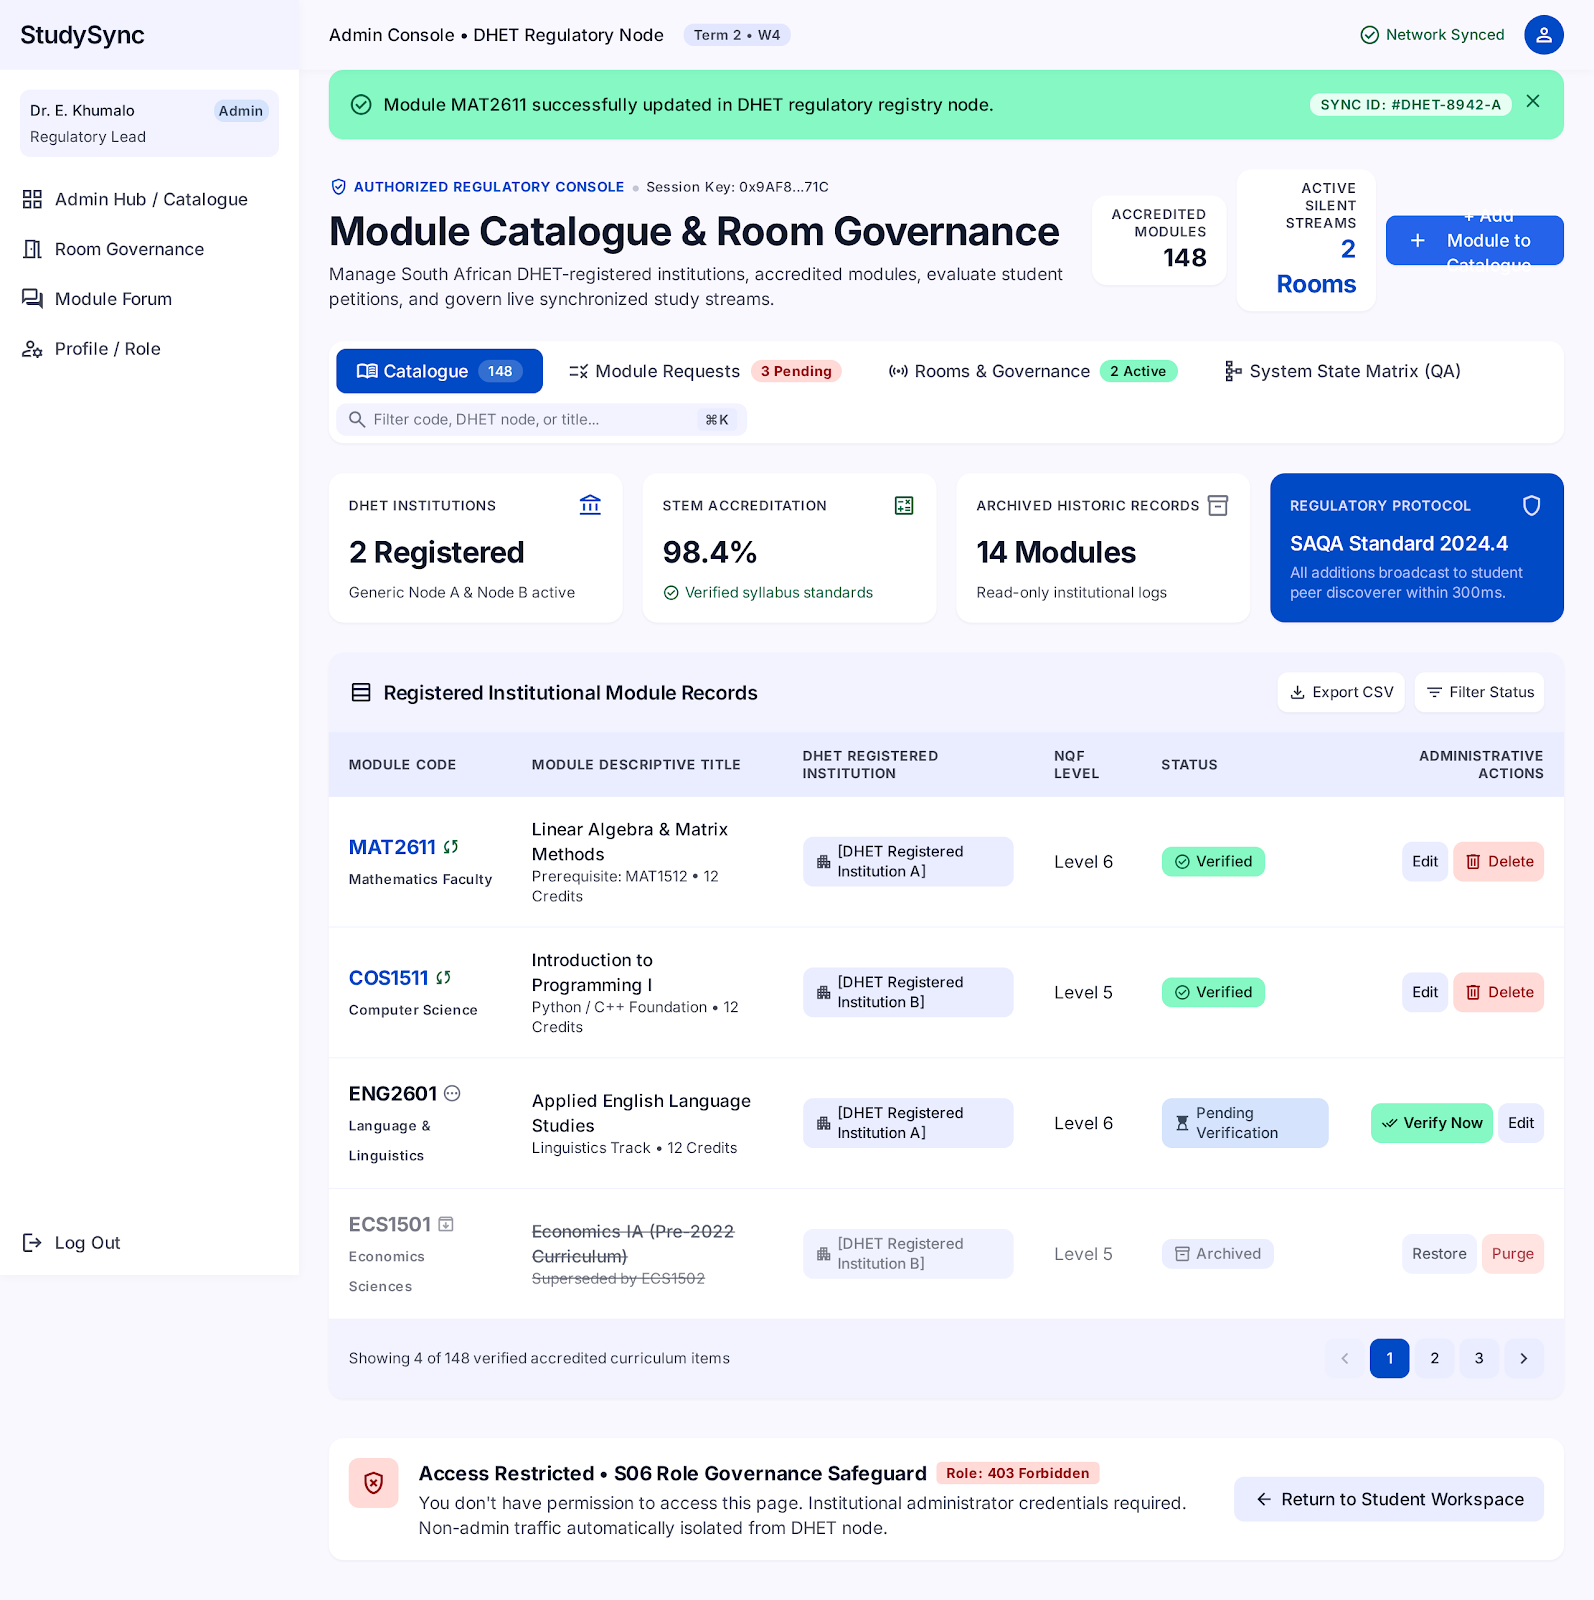 StudySync
Admin Console • DHET Regulatory Node
Term 2 • W4
Network Synced
Dr. E. Khumalo
Admin
Regulatory Lead
Admin Hub / Catalogue
Room Governance
Module Forum
Profile / Role
Log Out
Module MAT2611 successfully updated in DHET regulatory registry node.
SYNC ID: #DHET-8942-A
AUTHORIZED REGULATORY CONSOLE
Session Key: 0x9AF8...71C
Module Catalogue & Room Governance
Manage South African DHET-registered institutions, accredited modules, evaluate student
petitions, and govern live synchronized study streams.
ACCREDITED
MODULES
148
ACTIVE
SILENT
STREAMS
2
Rooms
+ Add
Module to
Catalogue
Catalogue 148
Module Requests 3 Pending
Rooms & Governance 2 Active
System State Matrix (QA)
Filter code, DHET node, or title...
⌘K
DHET INSTITUTIONS
2 Registered
Generic Node A & Node B active
STEM ACCREDITATION
98.4%
Verified syllabus standards
ARCHIVED HISTORIC RECORDS
14 Modules
Read-only institutional logs
REGULATORY PROTOCOL
SAQA Standard 2024.4
All additions broadcast to student
peer discoverer within 300ms.
Registered Institutional Module Records
Export CSV
Filter Status
MODULE CODE
MODULE DESCRIPTIVE TITLE
DHET REGISTERED
INSTITUTION
NQF
LEVEL
STATUS
ADMINISTRATIVE
ACTIONS
MAT2611
Mathematics Faculty
Linear Algebra & Matrix
Methods
Prerequisite: MAT1512 • 12
Credits
[DHET Registered
Institution A]
Level 6
Verified
Edit
Delete
COS1511
Computer Science
Introduction to
Programming I
Python / C++ Foundation • 12
Credits
[DHET Registered
Institution B]
Level 5
Verified
Edit
Delete
ENG2601
Language &
Linguistics
Applied English Language
Studies
Linguistics Track • 12 Credits
[DHET Registered
Institution A]
Level 6
Pending
Verification
Verify Now
Edit
ECS1501
Economics
Sciences
Economics IA (Pre-2022
Curriculum)
Superseded by ECS1502
[DHET Registered
Institution B]
Level 5
Archived
Restore
Purge
Showing 4 of 148 verified accredited curriculum items
1
2
3
Access Restricted • S06 Role Governance Safeguard
Role: 403 Forbidden
You don't have permission to access this page. Institutional administrator credentials required.
Non-admin traffic automatically isolated from DHET node.
Return to Student Workspace